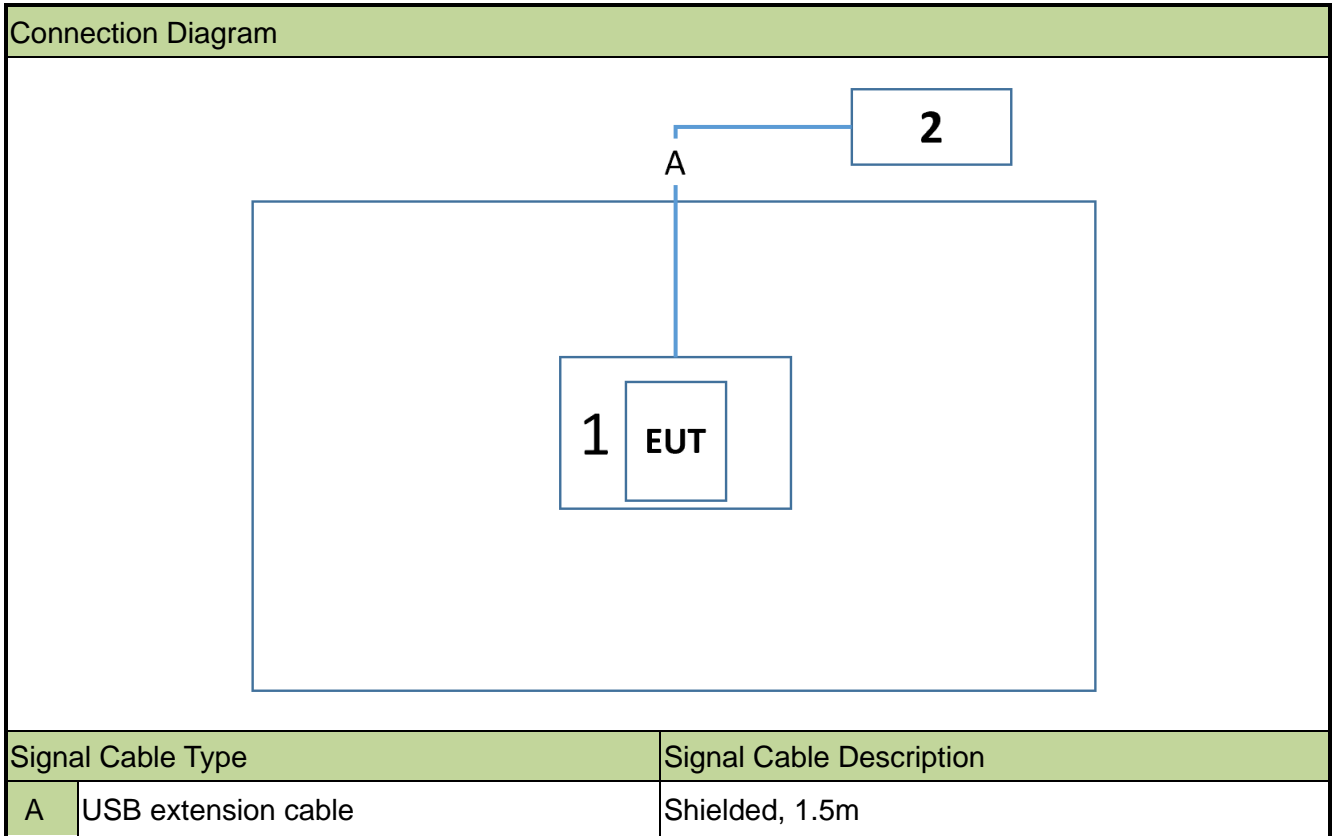 Connection Diagram
2
A
1 EUT
Signal Cable Type Signal Cable Description
A USB extension cable Shielded, 1.5m